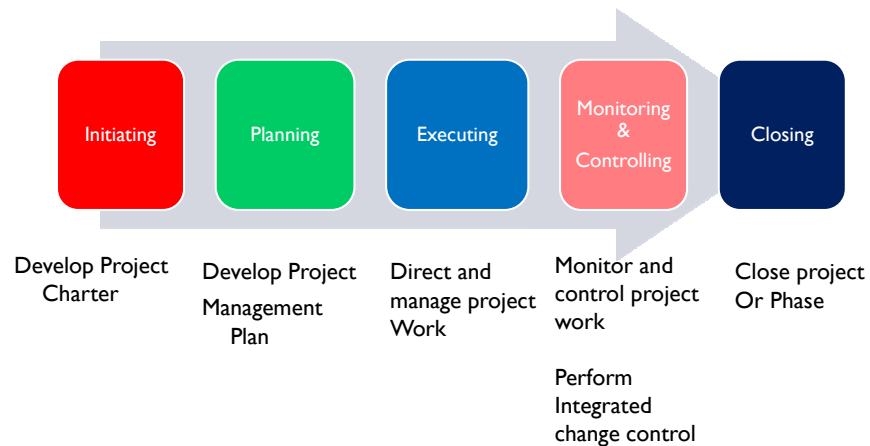 Initiating
Planning
Executing
Monitoring
&
Controlling
Closing
Develop Project
Charter
Develop Project
Management
Plan
Direct and
manage project
Work
Monitor and
control project
work
Perform
Integrated
change control
Close project
Or Phase